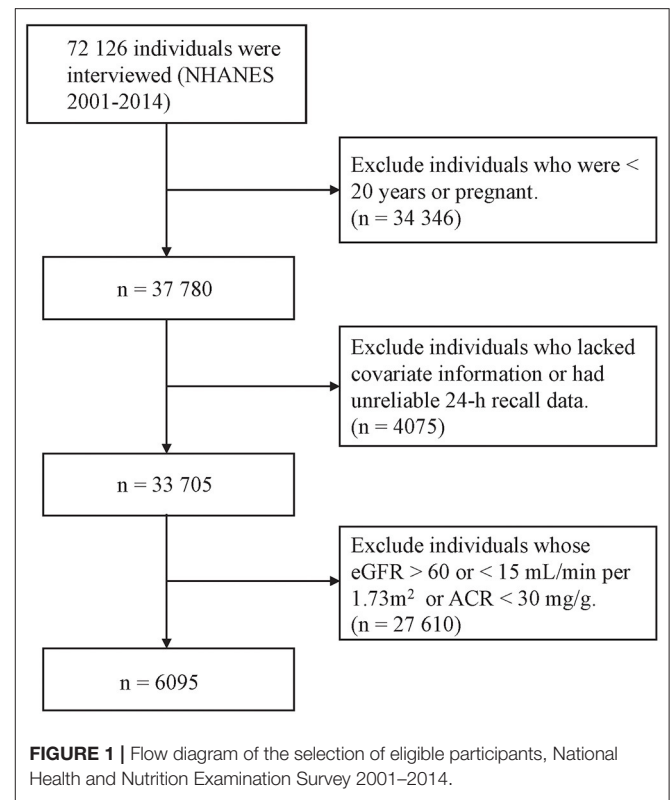 72 126 individuals were
interviewed (NHANES
2001-2014)
Exclude individuals who were <
20 years or pregnant.
(n = 34 346)
n = 37 780
Exclude individuals who lacked
covariate information or had
unreliable 24-h recall data.
(n = 4075)
n = 33 705
Exclude individuals whose
eGFR > 60 or < 15 mL/min per
1.73m² or ACR < 30 mg/g.
(n = 27 610)
n = 6095
FIGURE 1 | Flow diagram of the selection of eligible participants, National
Health and Nutrition Examination Survey 2001–2014.